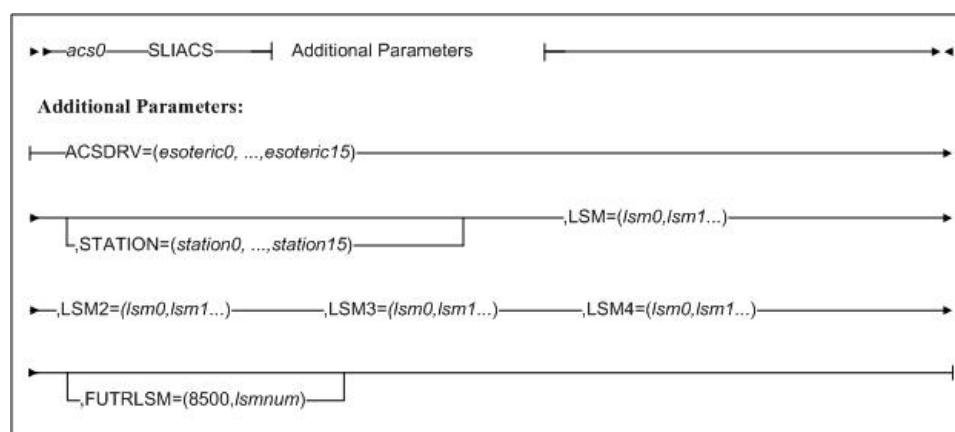 acs0 SLIACS Additional Parameters
Additional Parameters:
ACSDRV=(esoteric0, ...,esoteric15)
,LSM=(lsm0,lsm1...)
,STATION=(station0, ...,station15)
,LSM2=(lsm0,lsm1...) ,LSM3=(lsm0,lsm1...) ,LSM4=(lsm0,lsm1...)
,FUTRLSM=(8500,lsmnum)